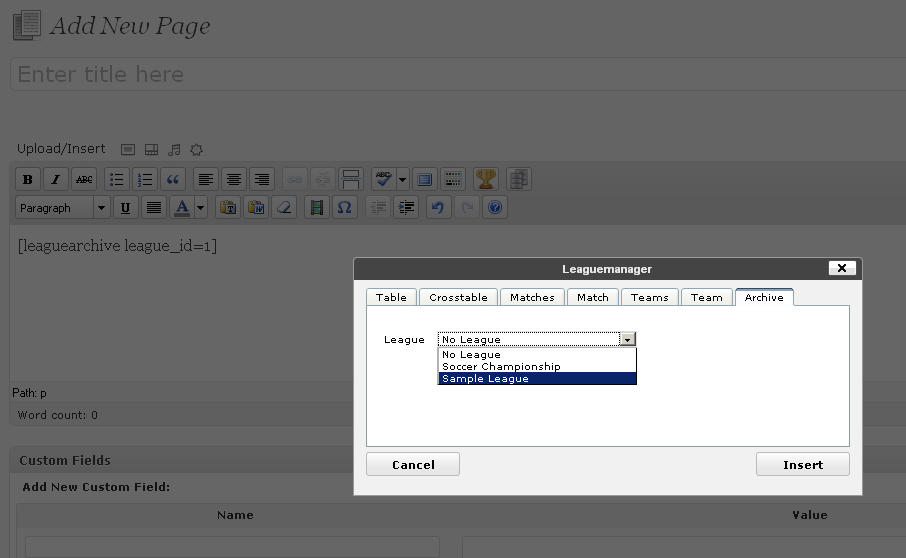 Add New Page
Enter title here
Upload/Insert
B I ABC ABC
Paragraph U A W Ω
[leaguearchive league_id=1]
Leaguemanager
Table Crosstable Matches Match Teams Team Archive
League No League
No League
Soccer Championship
Sample League
Cancel Insert
Path: p
Word count: 0
Custom Fields
Add New Custom Field:
Name Value